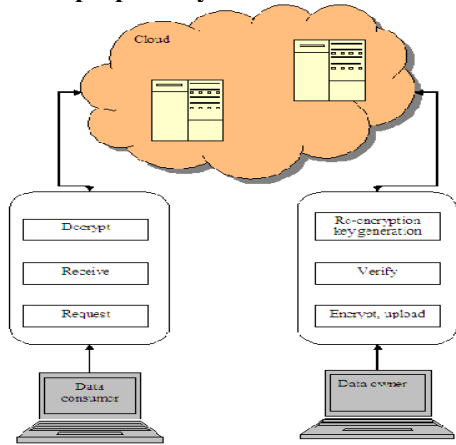 Cloud
Decrypt
Receive
Request
Re-encryption
key generation
Verify
Encrypt, upload
Data
consumer
Data owner